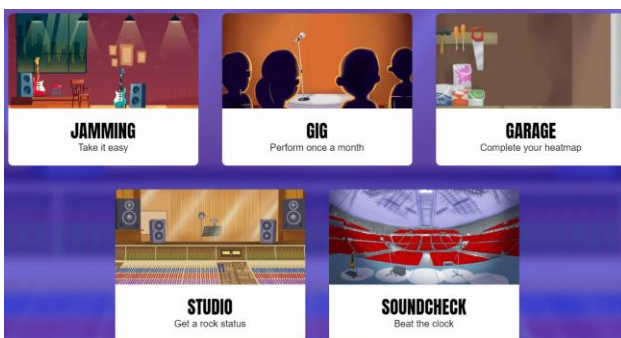 JAMMING
Take it easy
GIG
Perform once a month
GARAGE
Complete your heatmap
STUDIO
Get a rock status
SOUNDCHECK
Beat the clock